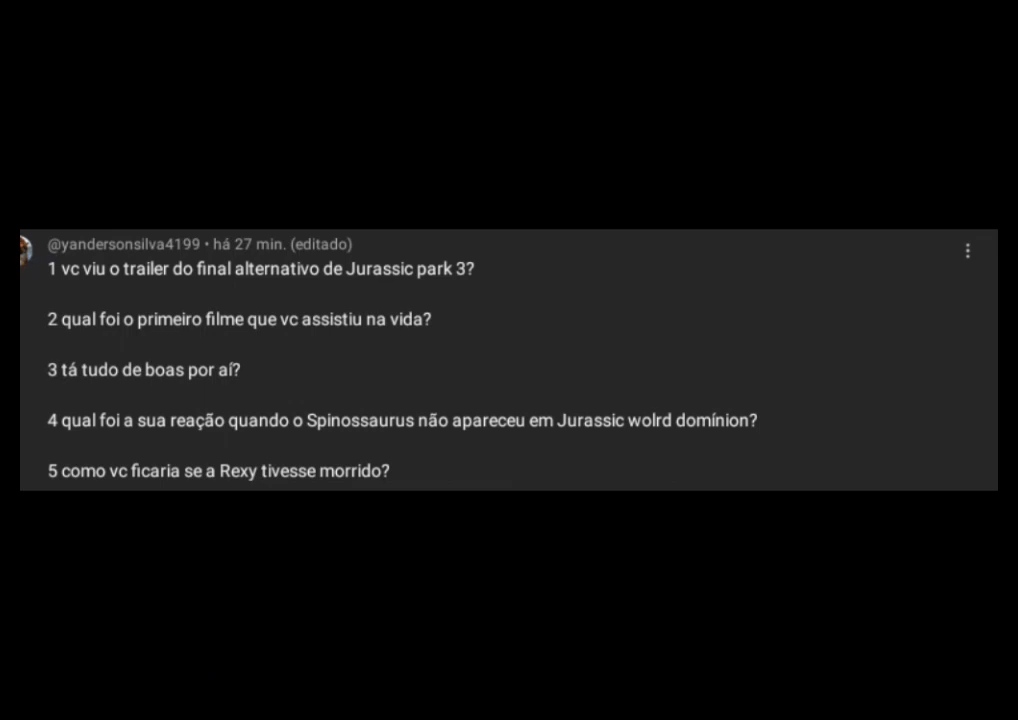 @yandersonsilva4199 • há 27 min. (editado)
1 vc viu o trailer do final alternativo de Jurassic park 3?
2 qual foi o primeiro filme que vc assistiu na vida?
3 tá tudo de boas por aí?
4 qual foi a sua reação quando o Spinossaurus não apareceu em Jurassic wolrd domínion?
5 como vc ficaria se a Rexy tivesse morrido?